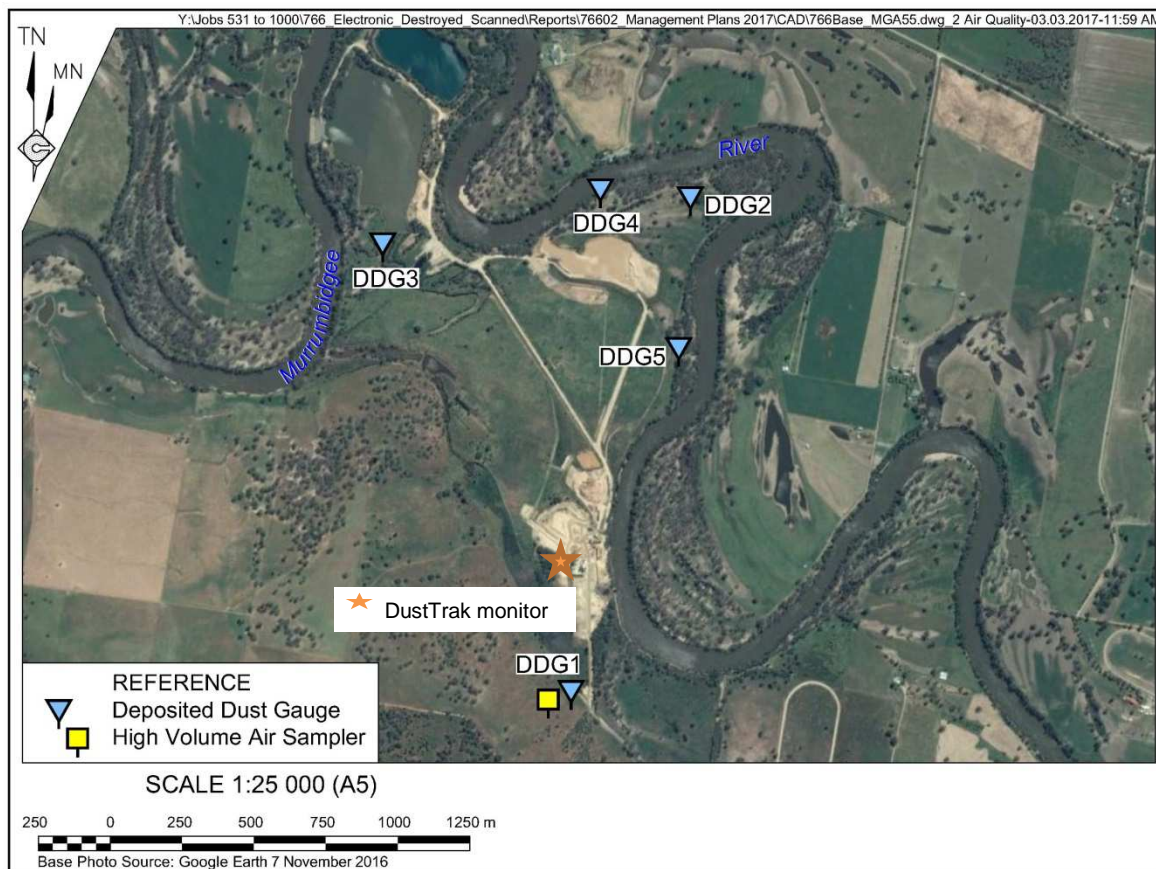 Y:\Jobs 531 to 1000\766_Electronic_Destroyed_Scanned\Reports\76602_Management Plans 2017\CAD\766Base_MGA55.dwg_2 Air Quality-03.03.2017-11:59 AM
TN
MN
River
DDG4
DDG2
DDG3
Murrumbidgee
DDG5
DustTrak monitor
DDG1
REFERENCE
Deposited Dust Gauge
High Volume Air Sampler
SCALE 1:25 000 (A5)
250 0 250 500 750 1000 1250 m
Base Photo Source: Google Earth 7 November 2016